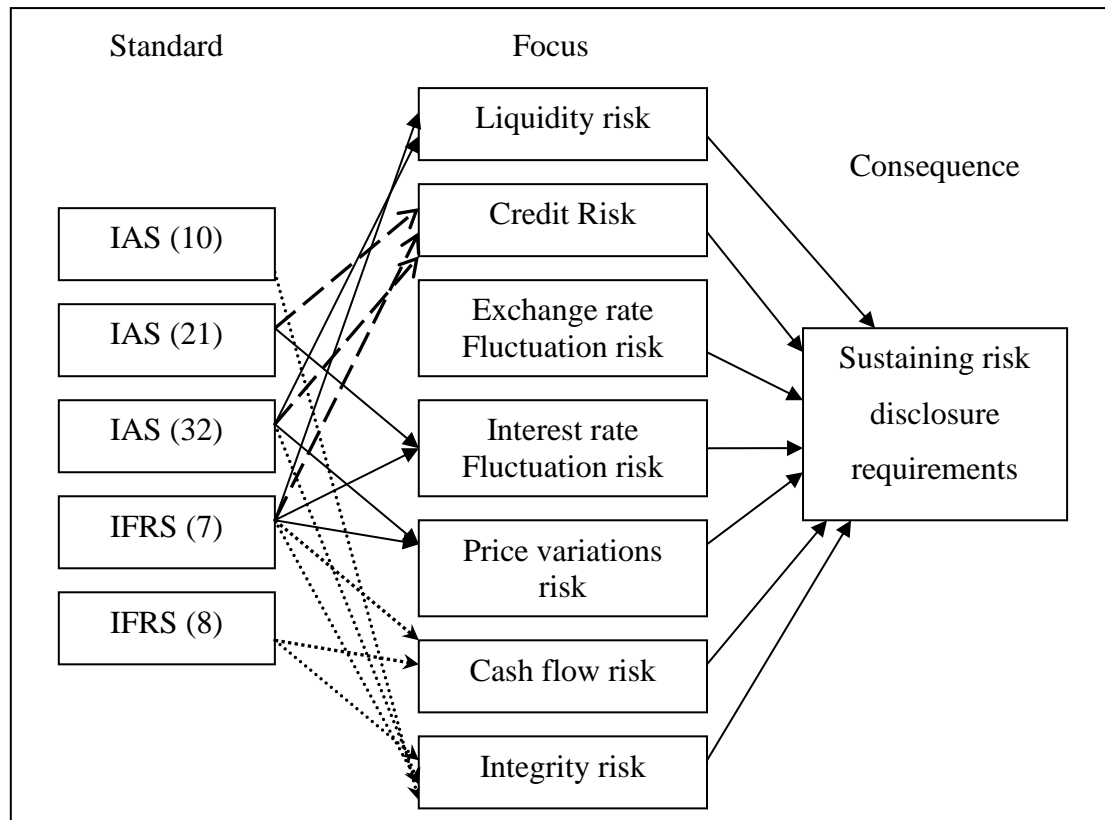 Standard
Focus
Consequence
IAS (10)
IAS (21)
IAS (32)
IFRS (7)
IFRS (8)
Liquidity risk
Credit Risk
Exchange rate
Fluctuation risk
Interest rate
Fluctuation risk
Price variations
risk
Cash flow risk
Integrity risk
Sustaining risk
disclosure
requirements